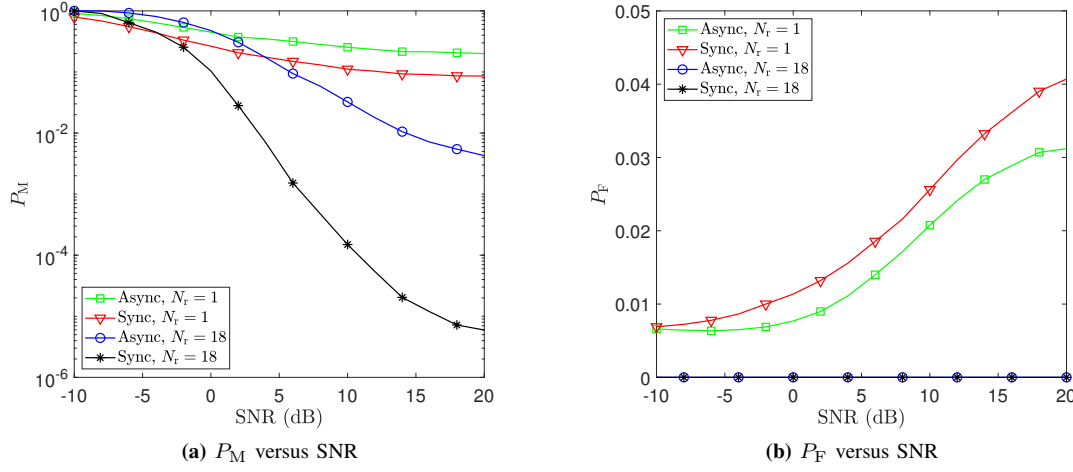 10^0
10^-2
10^-4
10^-6
P_M
Async, N_r = 1
Sync, N_r = 1
Async, N_r = 18
Sync, N_r = 18
-10 -5 0 5 10 15 20
SNR (dB)
(a) P_M versus SNR
0.05
0.04
0.03
0.02
0.01
0
P_F
Async, N_r = 1
Sync, N_r = 1
Async, N_r = 18
Sync, N_r = 18
-10 -5 0 5 10 15 20
SNR (dB)
(b) P_F versus SNR